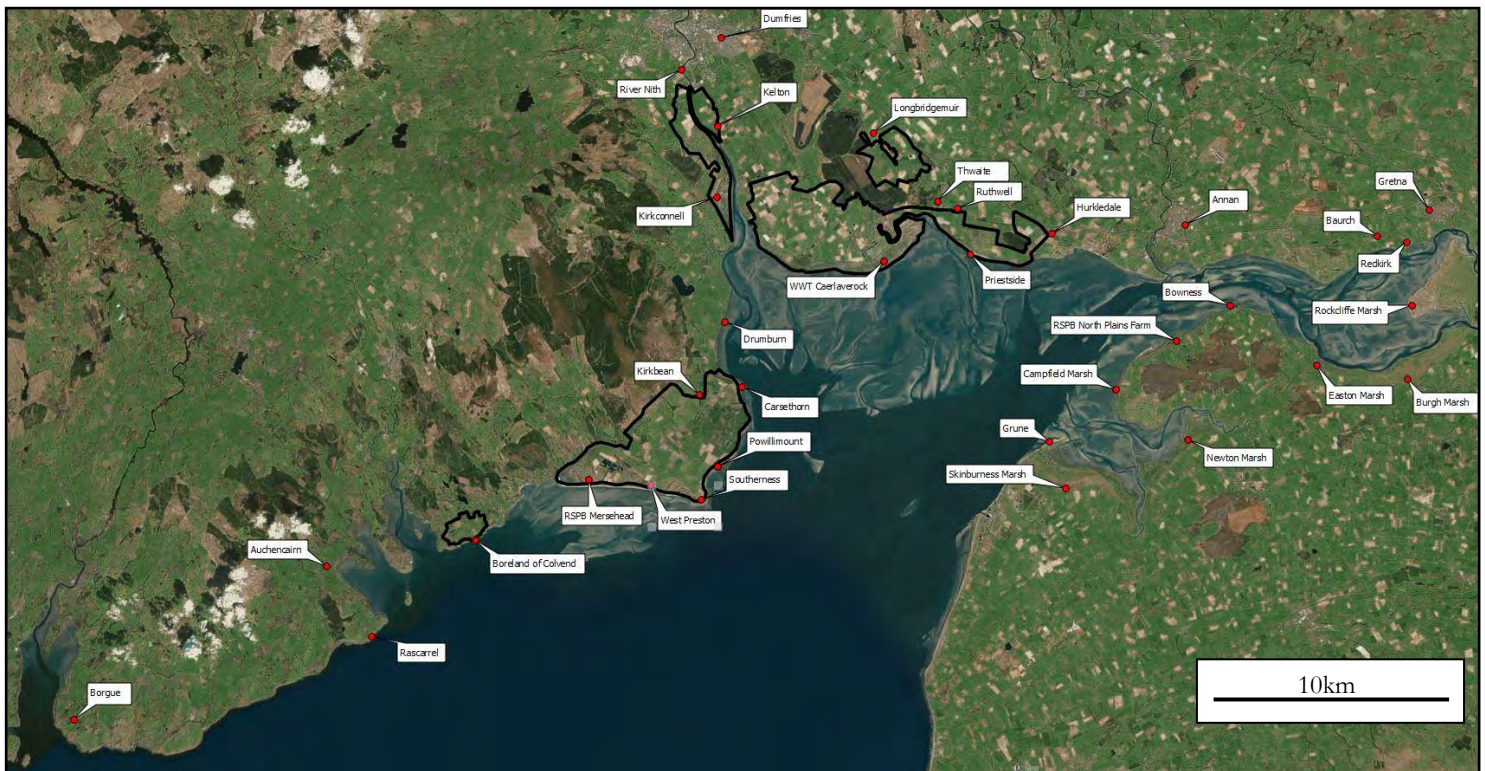 Dumfries
River Nith
Kelton
Longbridgemuir
Thwaite
Ruthwell
Kirkconnell
Hurkledale
Annan
Gretna
Baurch
Redkirk
WWT Caerlaverock
Priestside
Bowness
Rockcliffe Marsh
RSPB North Plains Farm
Drumburn
Kirkbean
Campfield Marsh
Carsethorn
Easton Marsh
Burgh Marsh
Grune
Powillimount
Newton Marsh
Skinburness Marsh
Southerness
RSPB Mersehead
West Preston
Auchencairn
Boreland of Colvend
Rascarrel
Borgue
10km